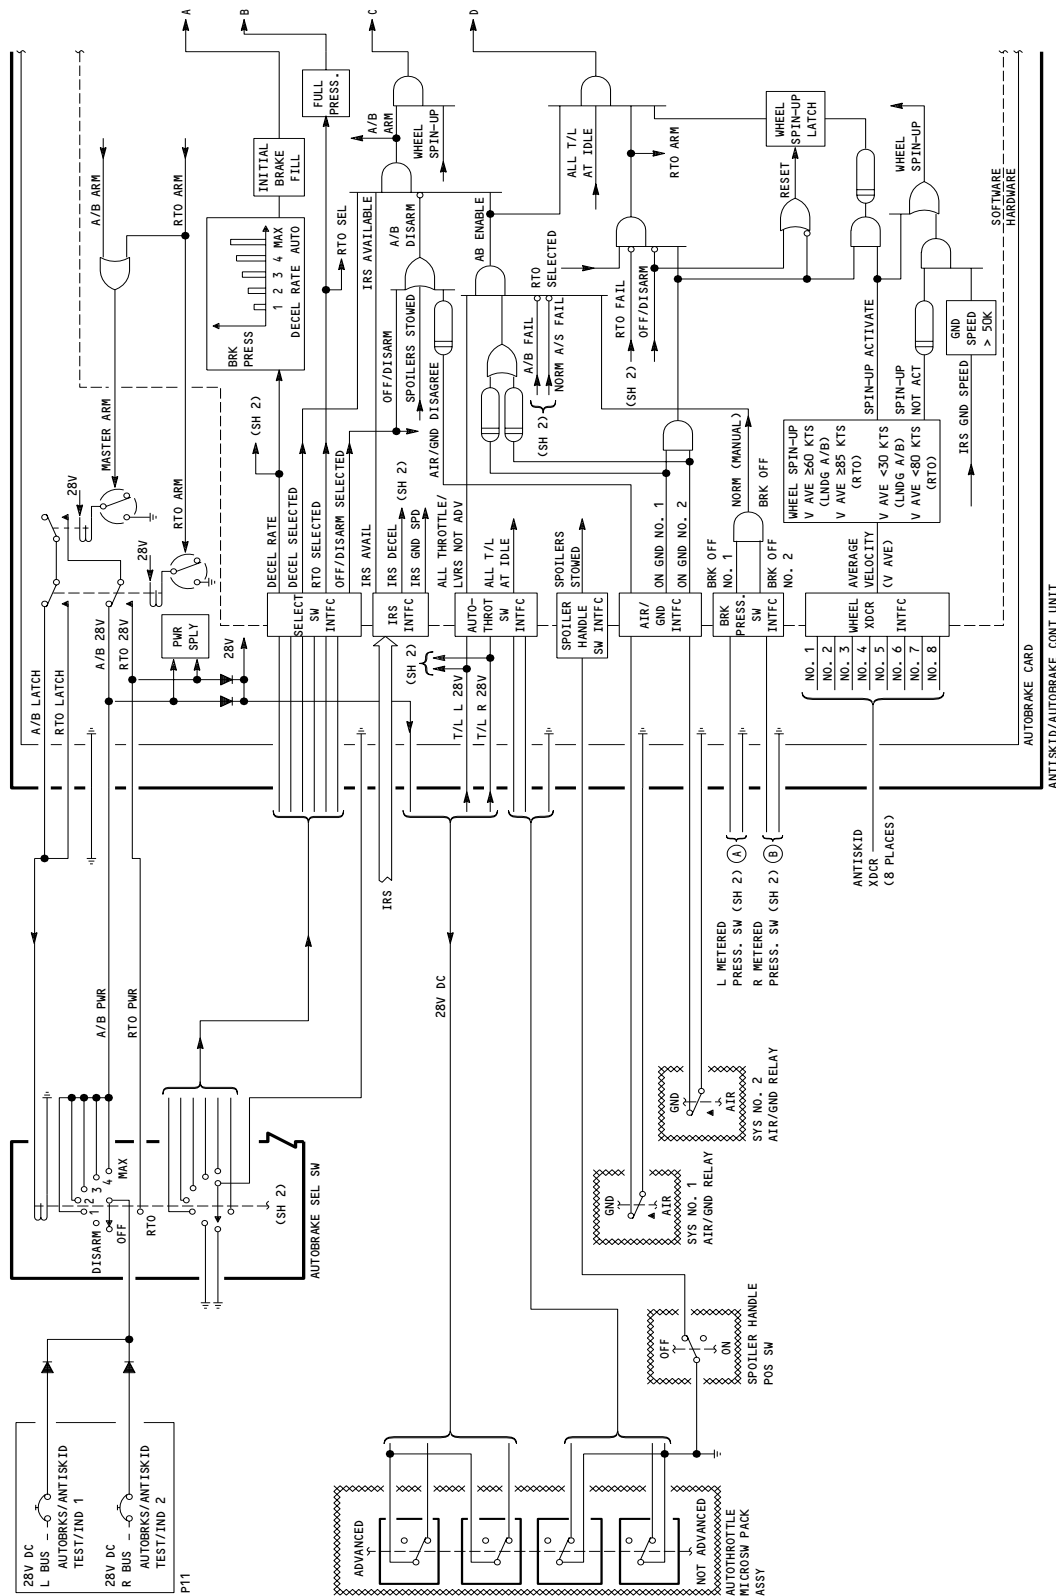 28V DC
L BUS
AUTOBRKS/ANTISKID
TEST/IND 1
28V DC
R BUS
AUTOBRKS/ANTISKID
TEST/IND 2
P11
DISARM
OFF
1
2
3
4
MAX
RTO
(SH 2)
AUTOBRAKE SEL SW
A/B PWR
RTO PWR
A/B LATCH
RTO LATCH
A/B 28V
RTO 28V
PWR
SPLY
28V
28V
28V
MASTER ARM
RTO ARM
A/B ARM
RTO ARM
SELECT
SW
INTFC
DECEL RATE
DECEL SELECTED
RTO SELECTED
OFF/DISARM SELECTED
(SH 2)
BRK
PRESS
1 2 3 4 MAX
DECEL RATE AUTO
INITIAL
BRAKE
FILL
FULL
PRESS.
A
B
C
D
RTO SEL
IRS
IRS
INTFC
IRS AVAIL
IRS DECEL
IRS GND SPD
(SH 2)
IRS AVAILABLE
OFF/DISARM
SPOILERS STOWED
AIR/GND DISAGREE
A/B
DISARM
A/B
ARM
WHEEL
SPIN-UP
28V DC
T/L L 28V
T/L R 28V
(SH 2)
AUTO-
THROT
SW
INTFC
ALL THROTTLE/
LVRS NOT ADV
ALL T/L
AT IDLE
AB ENABLE
A/B FAIL
NORM A/S FAIL
(SH 2)
RTO
SELECTED
ALL T/L
AT IDLE
RTO ARM
RTO FAIL
(SH 2)
OFF/DISARM
RESET
WHEEL
SPIN-UP
LATCH
WHEEL
SPIN-UP
SPOILER
HANDLE
SW INTFC
SPOILERS
STOWED
AIR/
GND
INTFC
ON GND NO. 1
ON GND NO. 2
BRK
PRESS.
SW
INTFC
BRK OFF
NO. 1
BRK OFF
NO. 2
NORM (MANUAL)
BRK OFF
WHEEL
XDCR
INTFC
NO. 1
NO. 2
NO. 3
NO. 4
NO. 5
NO. 6
NO. 7
NO. 8
AVERAGE
VELOCITY
(V AVE)
WHEEL SPIN-UP
V AVE ≥60 KTS
(LNDG A/B)
V AVE ≥85 KTS
(RTO)
V AVE <30 KTS
(LNDG A/B)
V AVE <80 KTS
(RTO)
SPIN-UP ACTIVATE
SPIN-UP
NOT ACT
GND
SPEED
> 50K
IRS GND SPEED
SOFTWARE
HARDWARE
AUTOBRAKE CARD
ANTISKID/AUTOBRAKE CONT UNIT
L METERED
PRESS. SW (SH 2) A
R METERED
PRESS. SW (SH 2) B
ANTISKID
XDCR
(8 PLACES)
GND
AIR
SYS NO. 2
AIR/GND RELAY
GND
AIR
SYS NO. 1
AIR/GND RELAY
OFF
ON
SPOILER HANDLE
POS SW
ADVANCED
NOT ADVANCED
AUTOTHROTTLE
MICROSW PACK
ASSY